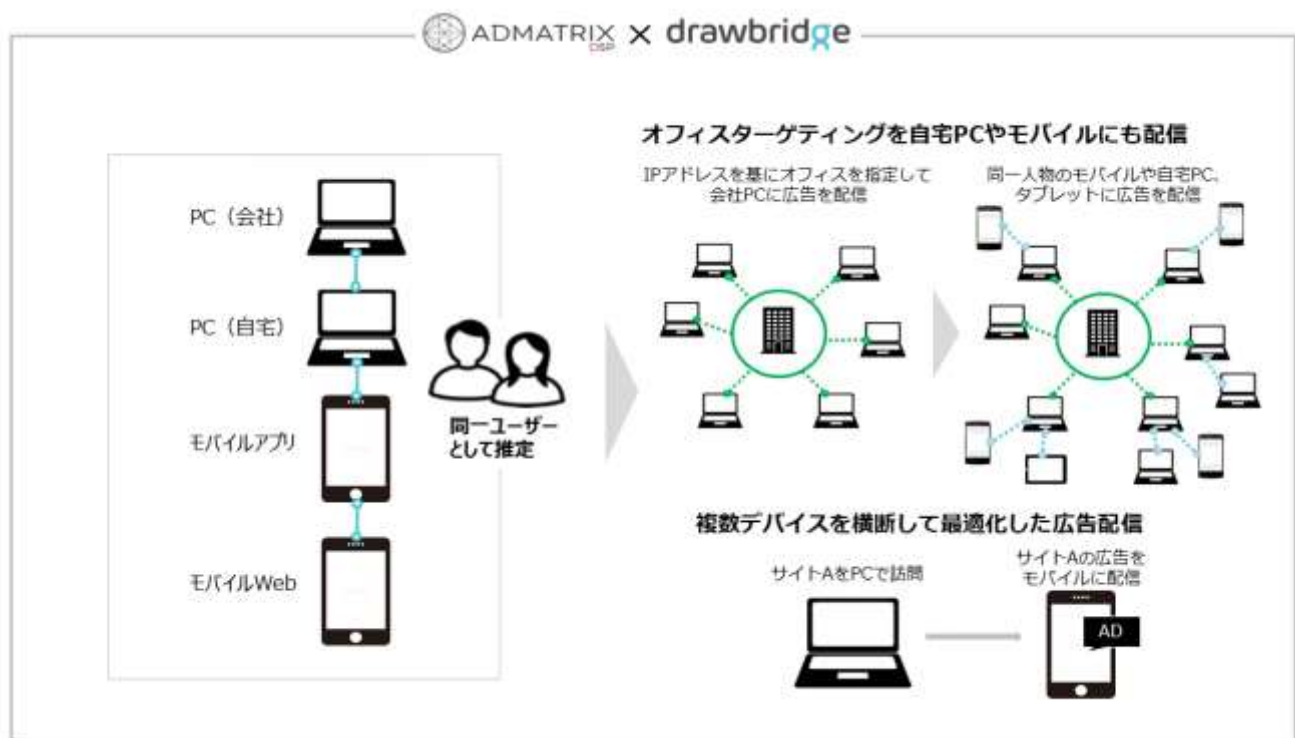 ADMATRIX DSP × drawbridge
PC（会社）
PC（自宅）
モバイルアプリ
モバイルWeb
同一ユーザー
として推定
オフィスターゲティングを自宅PCやモバイルにも配信
IPアドレスを基にオフィスを指定して
会社PCに広告を配信
同一人物のモバイルや自宅PC、
タブレットに広告を配信
複数デバイスを横断して最適化した広告配信
サイトAをPCで訪問
サイトAの広告を
モバイルに配信
AD